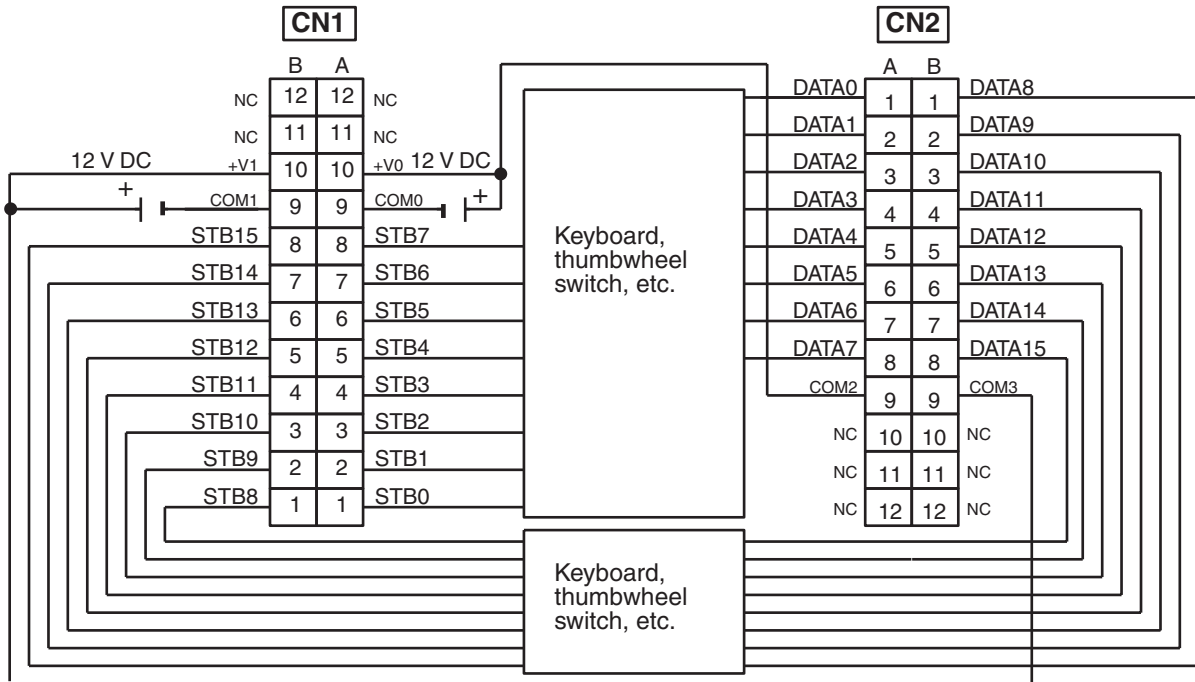 CN1 CN2
B A A B
NC 12 12 NC DATA0 1 1 DATA8
NC 11 11 NC DATA1 2 2 DATA9
12 V DC +V1 10 10 +V0 12 V DC DATA2 3 3 DATA10
+ COM1 9 9 COM0 + DATA3 4 4 DATA11
STB15 8 8 STB7 DATA4 5 5 DATA12
STB14 7 7 STB6 DATA5 6 6 DATA13
STB13 6 6 STB5 DATA6 7 7 DATA14
STB12 5 5 STB4 DATA7 8 8 DATA15
STB11 4 4 STB3 COM2 9 9 COM3
STB10 3 3 STB2 NC 10 10 NC
STB9 2 2 STB1 NC 11 11 NC
STB8 1 1 STB0 NC 12 12 NC
Keyboard,
thumbwheel
switch, etc.
Keyboard,
thumbwheel
switch, etc.